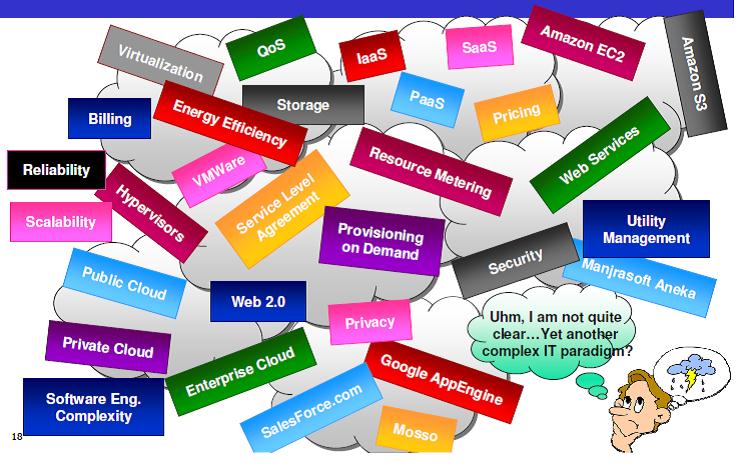 Virtualization
QoS
IaaS
SaaS
Amazon EC2
Amazon S3
Billing
Energy Efficiency
Storage
PaaS
Pricing
Reliability
VMWare
Resource Metering
Web Services
Scalability
Hypervisors
Service Level
Agreement
Provisioning
on Demand
Utility
Management
Security
Manjrasoft Aneka
Public Cloud
Web 2.0
Privacy
Uhm, I am not quite
clear…Yet another
complex IT paradigm?
Private Cloud
Enterprise Cloud
Google AppEngine
Software Eng.
Complexity
SalesForce.com
Mosso
18